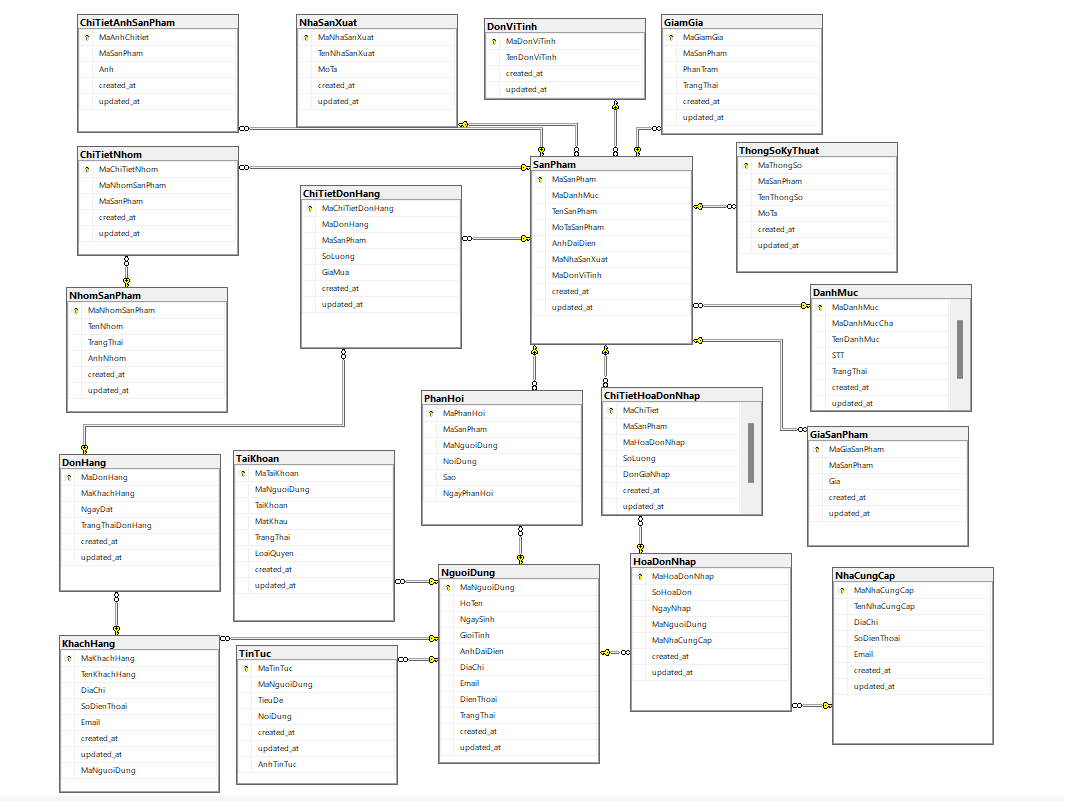 ChiTietAnhSanPham
MaAnhChitiet
MaSanPham
Anh
created_at
updated_at
NhaSanXuat
MaNhaSanXuat
TenNhaSanXuat
MoTa
created_at
updated_at
DonViTinh
MaDonViTinh
TenDonViTinh
created_at
updated_at
GiamGia
MaGiamGia
MaSanPham
PhanTram
TrangThai
created_at
updated_at
ChiTietNhom
MaChiTietNhom
MaNhomSanPham
MaSanPham
created_at
updated_at
ChiTietDonHang
MaChiTietDonHang
MaDonHang
MaSanPham
SoLuong
GiaMua
created_at
updated_at
SanPham
MaSanPham
MaDanhMuc
TenSanPham
MoTaSanPham
AnhDaiDien
MaNhaSanXuat
MaDonViTinh
created_at
updated_at
ThongSoKyThuat
MaThongSo
MaSanPham
TenThongSo
MoTa
created_at
updated_at
NhomSanPham
MaNhomSanPham
TenNhom
TrangThai
AnhNhom
created_at
updated_at
DanhMuc
MaDanhMuc
MaDanhMucCha
TenDanhMuc
STT
TrangThai
created_at
updated_at
PhanHoi
MaPhanHoi
MaSanPham
MaNguoiDung
NoiDung
Sao
NgayPhanHoi
ChiTietHoaDonNhap
MaChiTiet
MaSanPham
MaHoaDonNhap
SoLuong
DonGiaNhap
created_at
updated_at
GiaSanPham
MaGiaSanPham
MaSanPham
Gia
created_at
updated_at
DonHang
MaDonHang
MaKhachHang
NgayDat
TrangThaiDonHang
created_at
updated_at
TaiKhoan
MaTaiKhoan
MaNguoiDung
TaiKhoan
MatKhau
TrangThai
LoaiQuyen
created_at
updated_at
NguoiDung
MaNguoiDung
HoTen
NgaySinh
GioiTinh
AnhDaiDien
DiaChi
Email
DienThoai
TrangThai
created_at
updated_at
HoaDonNhap
MaHoaDonNhap
SoHoaDon
NgayNhap
MaNguoiDung
MaNhaCungCap
created_at
updated_at
NhaCungCap
MaNhaCungCap
TenNhaCungCap
DiaChi
SoDienThoai
Email
created_at
updated_at
KhachHang
MaKhachHang
TenKhachHang
DiaChi
SoDienThoai
Email
created_at
updated_at
MaNguoiDung
TinTuc
MaTinTuc
MaNguoiDung
TieuDe
NoiDung
created_at
updated_at
AnhTinTuc